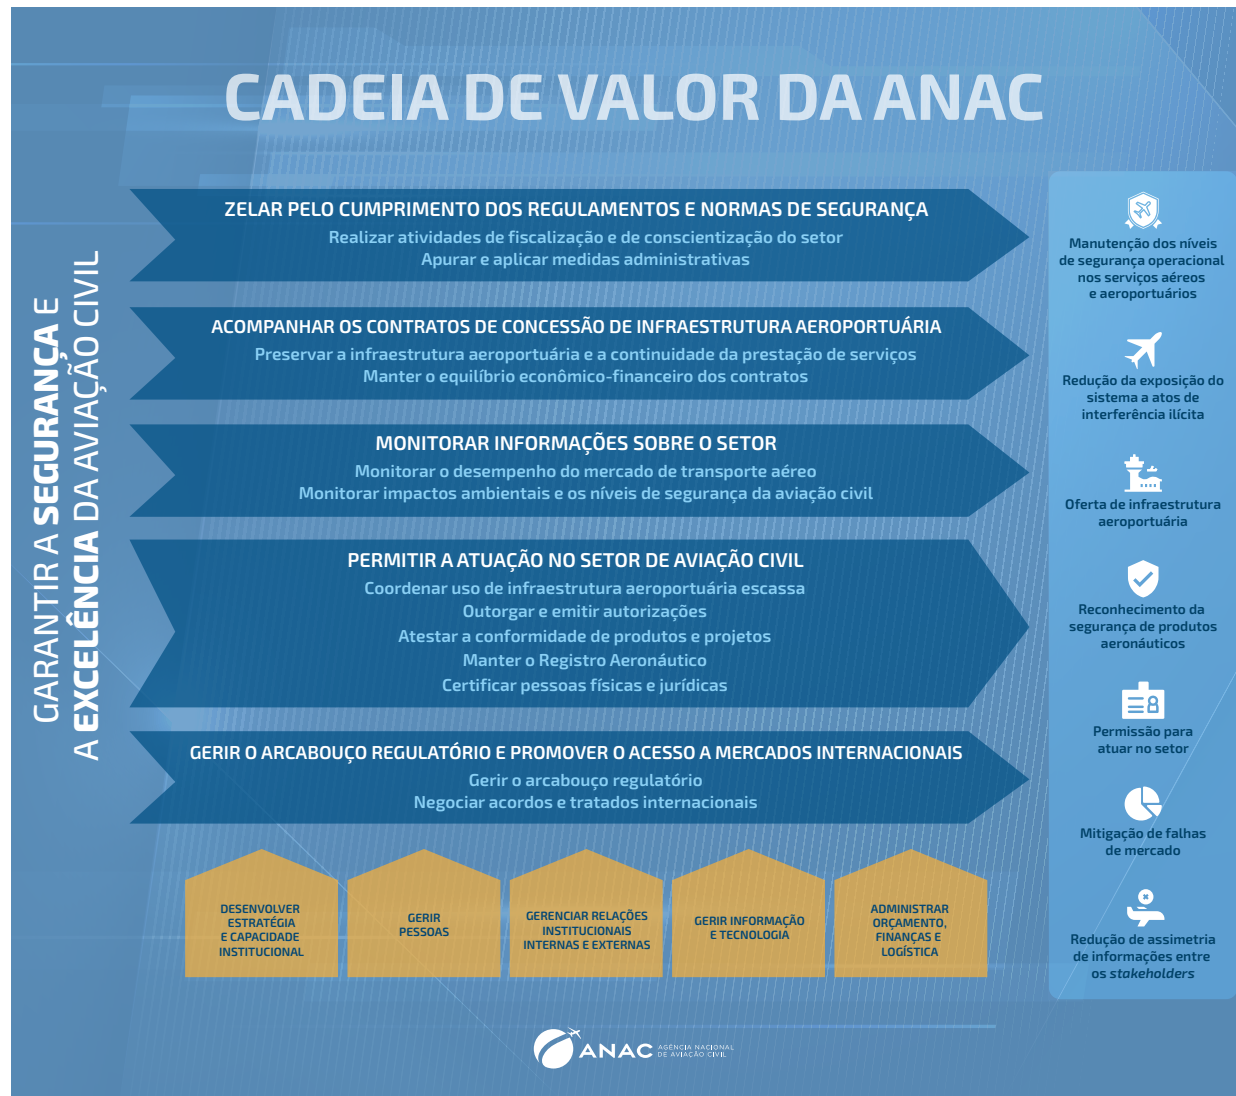 CADEIA DE VALOR DA ANAC
GARANTIR A SEGURANÇA E
A EXCELÊNCIA DA AVIAÇÃO CIVIL
ZELAR PELO CUMPRIMENTO DOS REGULAMENTOS E NORMAS DE SEGURANÇA
Realizar atividades de fiscalização e de conscientização do setor
Apurar e aplicar medidas administrativas
ACOMPANHAR OS CONTRATOS DE CONCESSÃO DE INFRAESTRUTURA AEROPORTUÁRIA
Preservar a infraestrutura aeroportuária e a continuidade da prestação de serviços
Manter o equilíbrio econômico-financeiro dos contratos
MONITORAR INFORMAÇÕES SOBRE O SETOR
Monitorar o desempenho do mercado de transporte aéreo
Monitorar impactos ambientais e os níveis de segurança da aviação civil
PERMITIR A ATUAÇÃO NO SETOR DE AVIAÇÃO CIVIL
Coordenar uso de infraestrutura aeroportuária escassa
Outorgar e emitir autorizações
Atestar a conformidade de produtos e projetos
Manter o Registro Aeronáutico
Certificar pessoas físicas e jurídicas
GERIR O ARCABOUÇO REGULATÓRIO E PROMOVER O ACESSO A MERCADOS INTERNACIONAIS
Gerir o arcabouço regulatório
Negociar acordos e tratados internacionais
DESENVOLVER
ESTRATÉGIA
E CAPACIDADE
INSTITUCIONAL
GERIR
PESSOAS
GERENCIAR RELAÇÕES
INSTITUCIONAIS
INTERNAS E EXTERNAS
GERIR INFORMAÇÃO
E TECNOLOGIA
ADMINISTRAR
ORÇAMENTO,
FINANÇAS E
LOGÍSTICA
Manutenção dos níveis
de segurança operacional
nos serviços aéreos
e aeroportuários
Redução da exposição do
sistema a atos de
interferência ilícita
Oferta de infraestrutura
aeroportuária
Reconhecimento da
segurança de produtos
aeronáuticos
Permissão para
atuar no setor
Mitigação de falhas
de mercado
Redução de assimetria
de informações entre
os stakeholders
ANAC
AGÊNCIA NACIONAL
DE AVIAÇÃO CIVIL